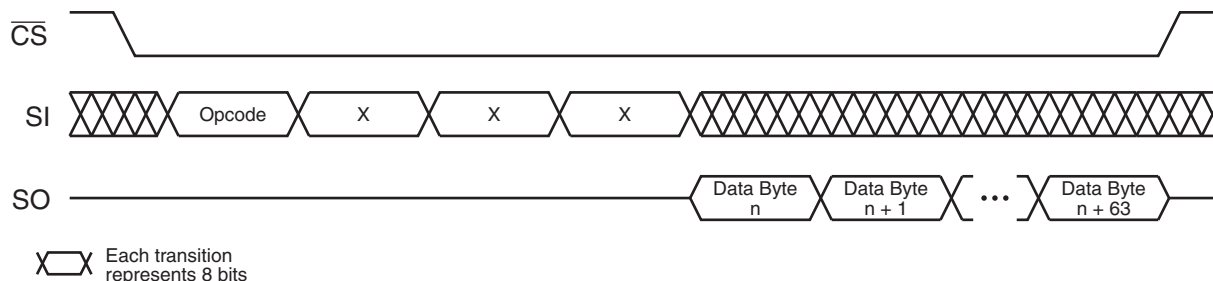 CS
SI
Opcode X X X
SO
Data Byte n
Data Byte n + 1
•••
Data Byte n + 63
Each transition
represents 8 bits